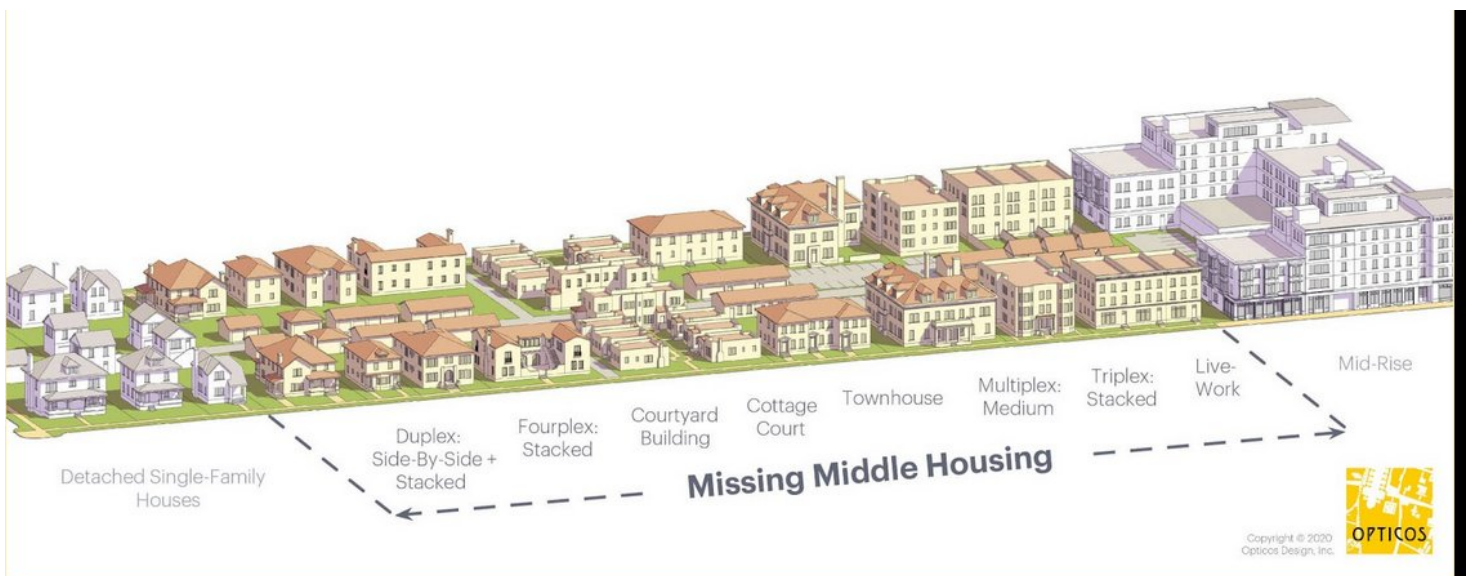 Detached Single-Family
Houses
Duplex:
Side-By-Side +
Stacked
Fourplex:
Stacked
Courtyard
Building
Cottage
Court
Townhouse
Multiplex:
Medium
Triplex:
Stacked
Live-
Work
Mid-Rise
Missing Middle Housing
Copyright © 2020
Opticos Design, Inc.
OPTICOS